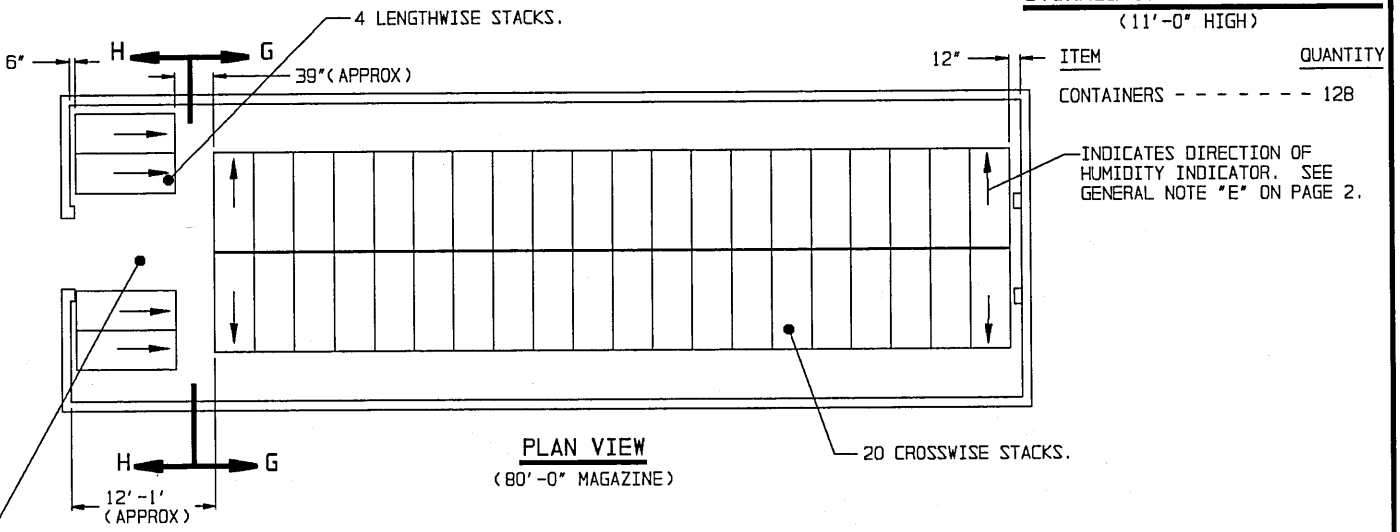 (11'-0" HIGH)
4 LENGTHWISE STACKS.
H G
6"
39"(APPROX)
12"
ITEM QUANTITY
CONTAINERS - - - - - - - 128
INDICATES DIRECTION OF
HUMIDITY INDICATOR. SEE
GENERAL NOTE "E" ON PAGE 2.
PLAN VIEW
(80'-0" MAGAZINE)
20 CROSSWISE STACKS.
H G
12'-1'
(APPROX)